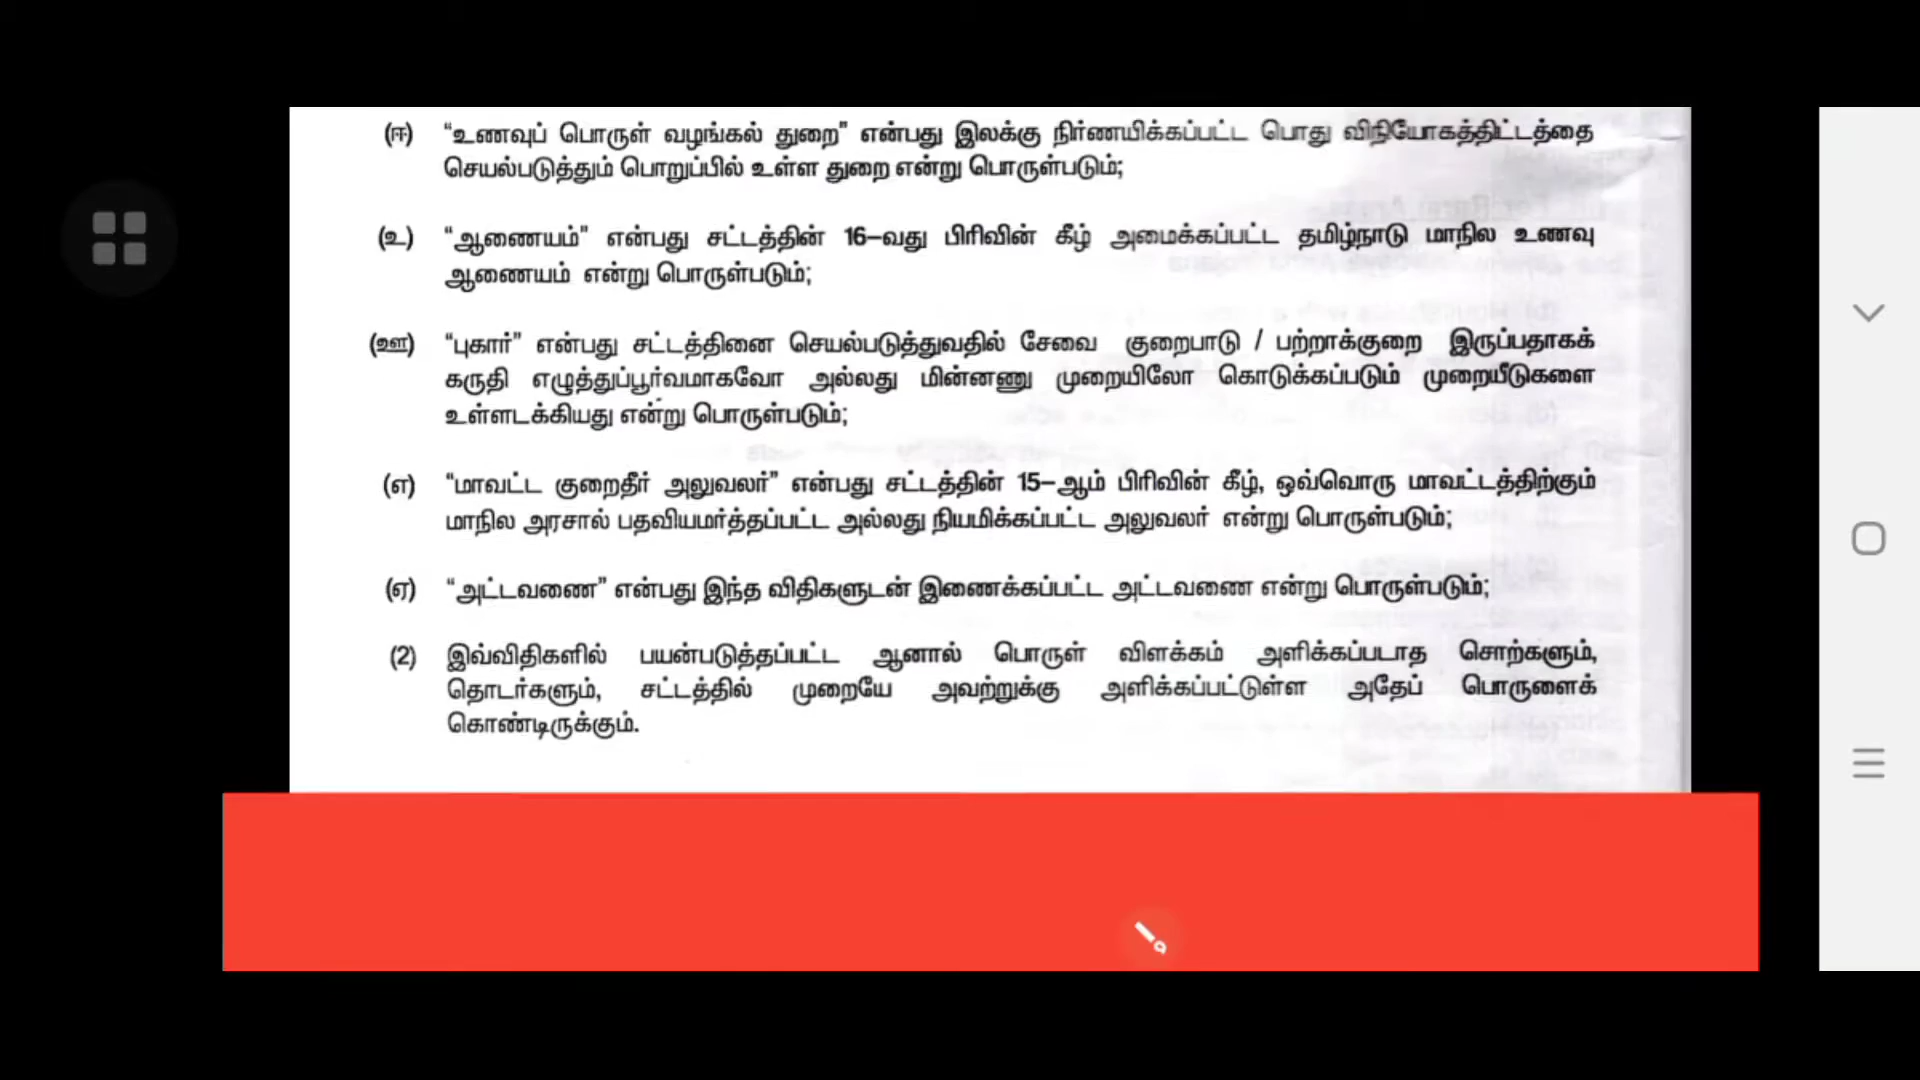 (ஈ) “உணவுப் பொருள் வழங்கல் துறை” என்பது இலக்கு நிர்ணயிக்கப்பட்ட பொது விநியோகத்திட்டத்தை
செயல்படுத்தும் பொறுப்பில் உள்ள துறை என்று பொருள்படும்;
(உ) “ஆணையம்” என்பது சட்டத்தின் 16–வது பிரிவின் கீழ் அமைக்கப்பட்ட தமிழ்நாடு மாநில உணவு
ஆணையம் என்று பொருள்படும்;
(ஊ) “புகார்” என்பது சட்டத்தினை செயல்படுத்துவதில் சேவை குறைபாடு / பற்றாக்குறை இருப்பதாகக்
கருதி எழுத்துப்பூர்வமாகவோ அல்லது மின்னணு முறையிலோ கொடுக்கப்படும் முறையீடுகளை
உள்ளடக்கியது என்று பொருள்படும்;
(எ) “மாவட்ட குறைதீர் அலுவலர்” என்பது சட்டத்தின் 15–ஆம் பிரிவின் கீழ், ஒவ்வொரு மாவட்டத்திற்கும்
மாநில அரசால் பதவியமர்த்தப்பட்ட அல்லது நியமிக்கப்பட்ட அலுவலர் என்று பொருள்படும்;
(ஏ) “அட்டவணை” என்பது இந்த விதிகளுடன் இணைக்கப்பட்ட அட்டவணை என்று பொருள்படும்;
(2) இவ்விதிகளில் பயன்படுத்தப்பட்ட ஆனால் பொருள் விளக்கம் அளிக்கப்படாத சொற்களும்,
தொடர்களும், சட்டத்தில் முறையே அவற்றுக்கு அளிக்கப்பட்டுள்ள அதேப் பொருளைக்
கொண்டிருக்கும்.